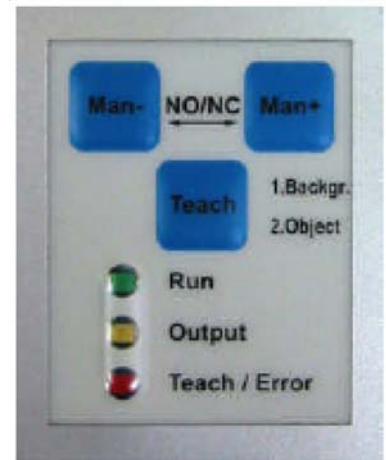 Man- NO/NC Man+
Teach
1.Backgr.
2.Object
Run
Output
Teach / Error